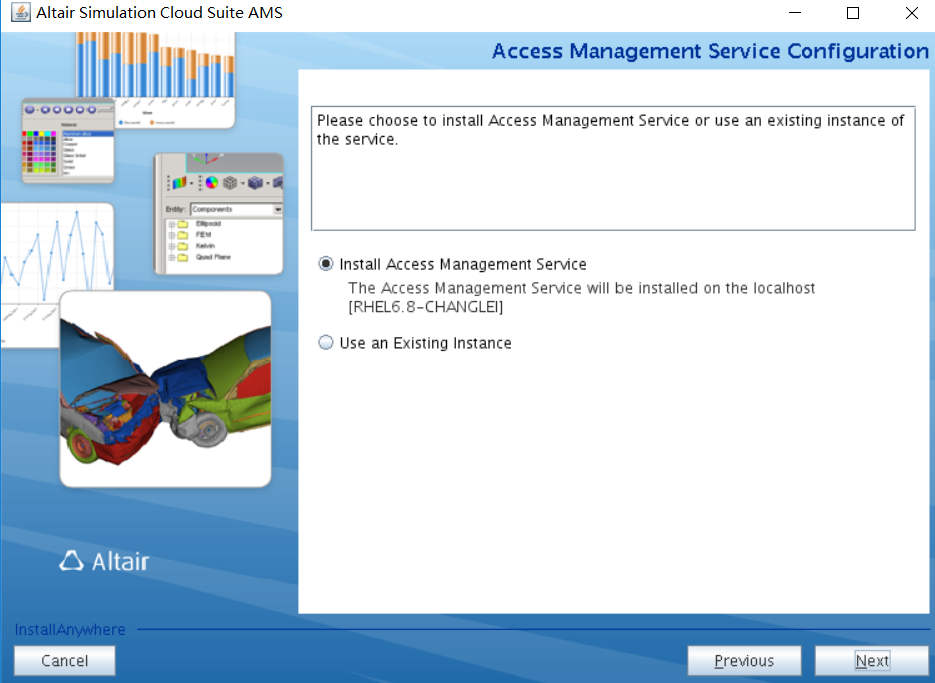 Altair Simulation Cloud Suite AMS
Access Management Service Configuration
Please choose to install Access Management Service or use an existing instance of
the service.
Install Access Management Service
The Access Management Service will be installed on the localhost
[RHEL6.8-CHANGLEI]
Use an Existing Instance
Entity:
Components
Ellipsoid
FEM
Kelvin
Quad Plane
Altair
InstallAnywhere
Cancel
Previous
Next